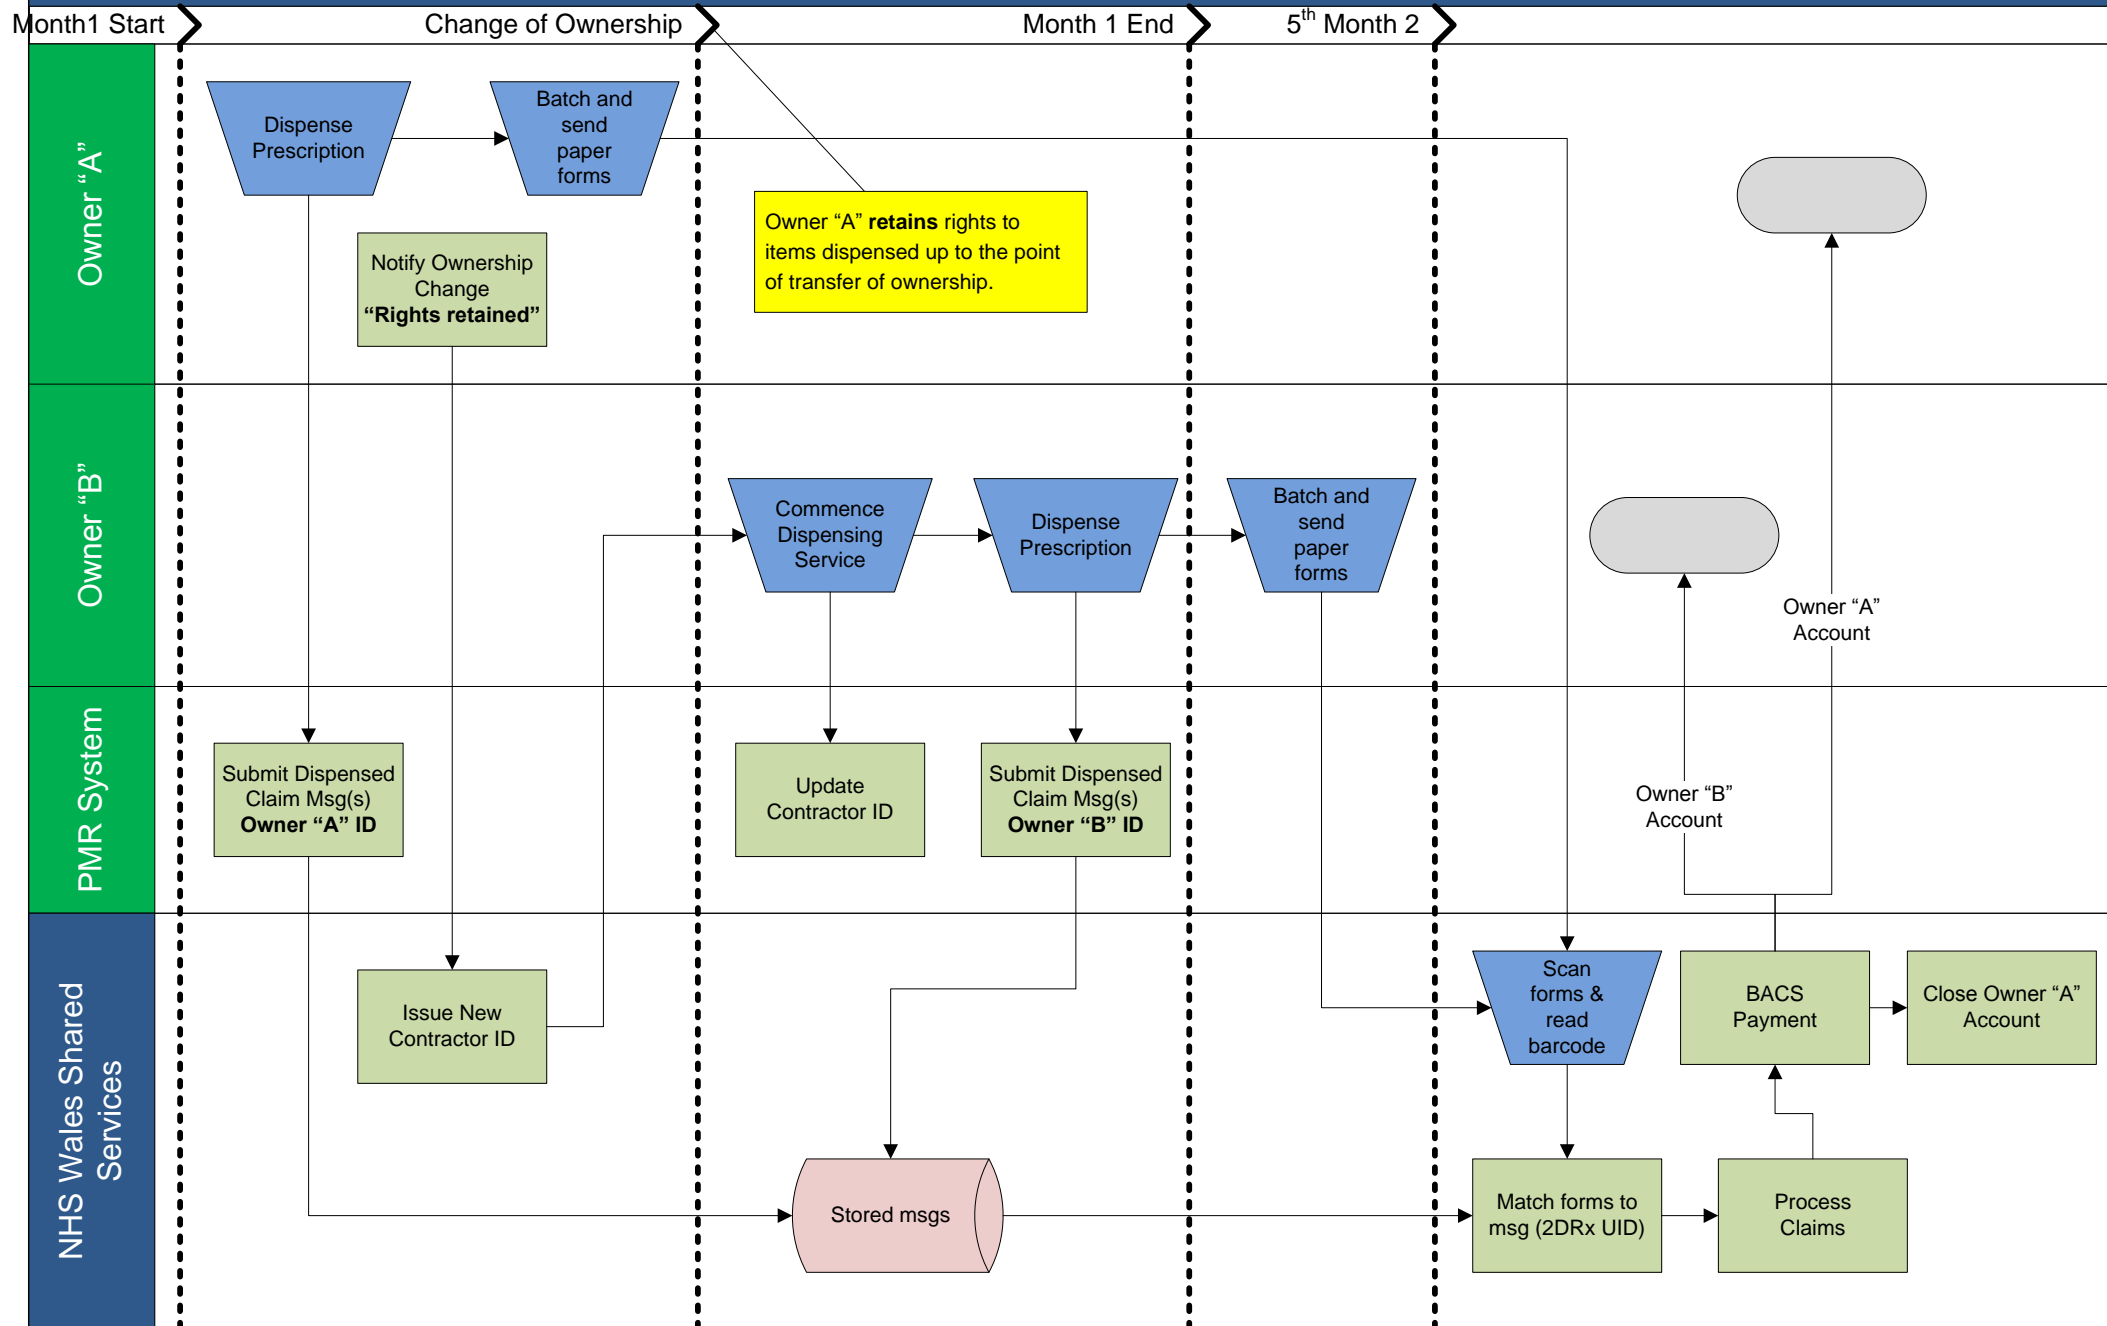 Month1 Start
Change of Ownership
Month 1 End
5th Month 2
Owner “A”
Dispense
Prescription
Batch and
send
paper
forms
Notify Ownership
Change
“Rights retained”
Owner “A” retains rights to
items dispensed up to the point
of transfer of ownership.
Owner “B”
Commence
Dispensing
Service
Dispense
Prescription
Batch and
send
paper
forms
Owner “A”
Account
PMR System
Submit Dispensed
Claim Msg(s)
Owner “A” ID
Update
Contractor ID
Submit Dispensed
Claim Msg(s)
Owner “B” ID
Owner “B”
Account
NHS Wales Shared
Services
Issue New
Contractor ID
Scan
forms &
read
barcode
BACS
Payment
Close Owner “A”
Account
Stored msgs
Match forms to
msg (2DRx UID)
Process
Claims